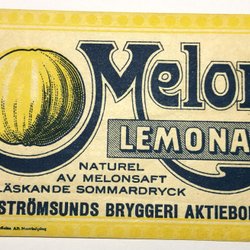 Melon
LEMONA
NATUREL
AV MELONSAFT
LÄSKANDE SOMMARDRYCK
STRÖMSUNDS BRYGGERI AKTIEBO